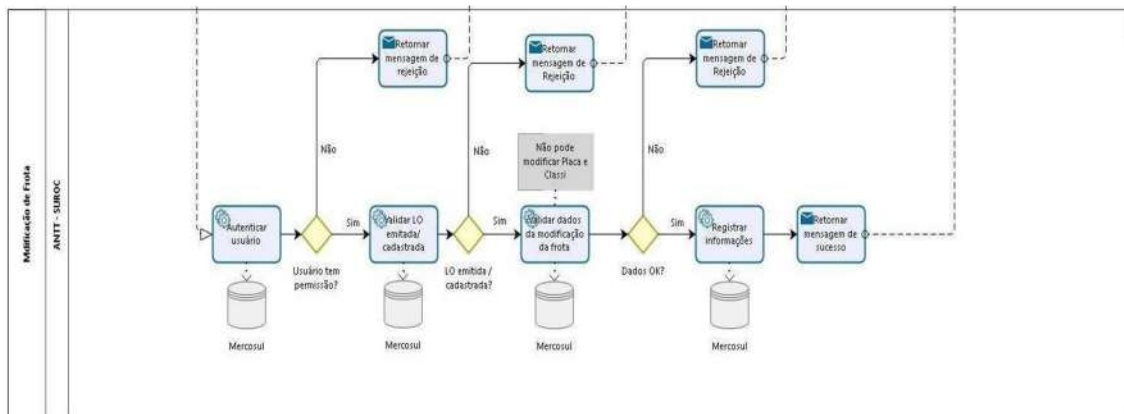 Modificação de Frota
ANTT - SUROC
Retornar
mensagem de
rejeição
Retornar
mensagem de
Rejeição
Retornar
mensagem de
Rejeição
Não
Não
Não
Não pode
modificar Placa e
Classi
Autenticar
usuário
Sim
Validar LO
emitada/
cadastrada
Sim
Validar dados
da modificação
da frota
Sim
Registrar
informações
Retornar
mensagem de
sucesso
Usuário tem
permissão?
LO emitida /
cadastrada?
Dados OK?
Mercosul
Mercosul
Mercosul
Mercosul